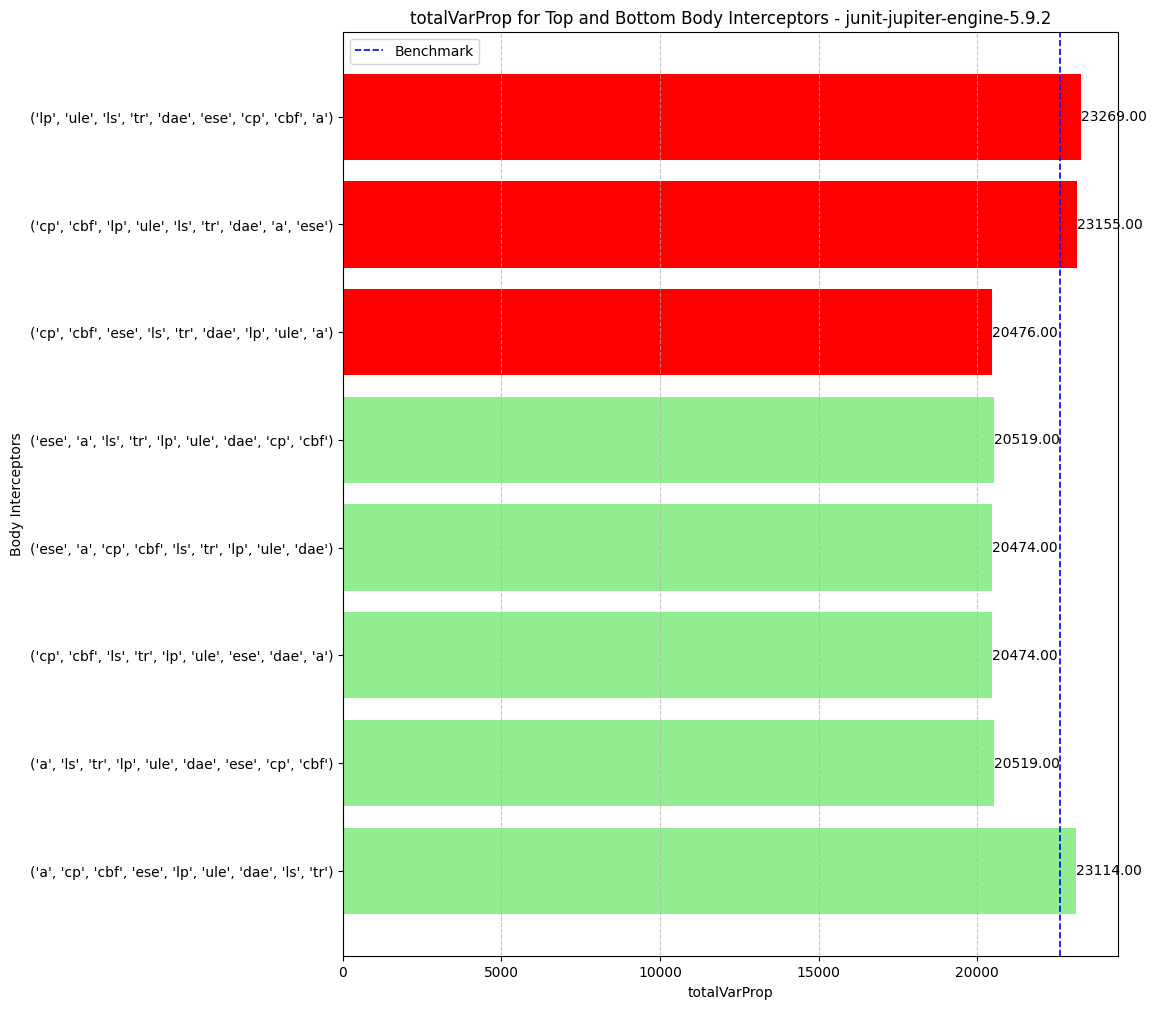 totalVarProp for Top and Bottom Body Interceptors - junit-jupiter-engine-5.9.2
Benchmark
('lp', 'ule', 'ls', 'tr', 'dae', 'ese', 'cp', 'cbf', 'a')
23269.00
('cp', 'cbf', 'lp', 'ule', 'ls', 'tr', 'dae', 'a', 'ese')
23155.00
('cp', 'cbf', 'ese', 'ls', 'tr', 'dae', 'lp', 'ule', 'a')
20476.00
('ese', 'a', 'ls', 'tr', 'lp', 'ule', 'dae', 'cp', 'cbf')
20519.00
('ese', 'a', 'cp', 'cbf', 'ls', 'tr', 'lp', 'ule', 'dae')
20474.00
('cp', 'cbf', 'ls', 'tr', 'lp', 'ule', 'ese', 'dae', 'a')
20474.00
('a', 'ls', 'tr', 'lp', 'ule', 'dae', 'ese', 'cp', 'cbf')
20519.00
('a', 'cp', 'cbf', 'ese', 'lp', 'ule', 'dae', 'ls', 'tr')
23114.00
Body Interceptors
0 5000 10000 15000 20000
totalVarProp